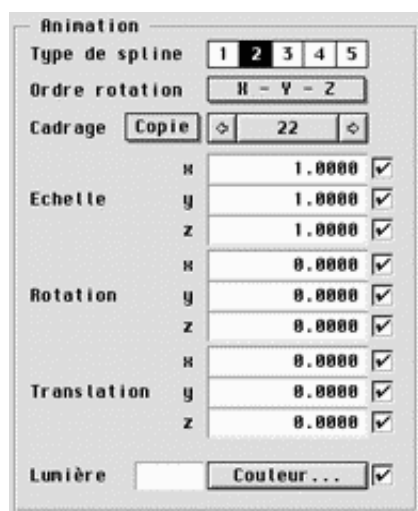 Animation
Type de spline 1 2 3 4 5
Ordre rotation X - Y - Z
Cadrage Copie 22
x 1.0000
Echelle y 1.0000
z 1.0000
x 0.0000
Rotation y 0.0000
z 0.0000
x 0.0000
Translation y 0.0000
z 0.0000
Lumière Couleur...